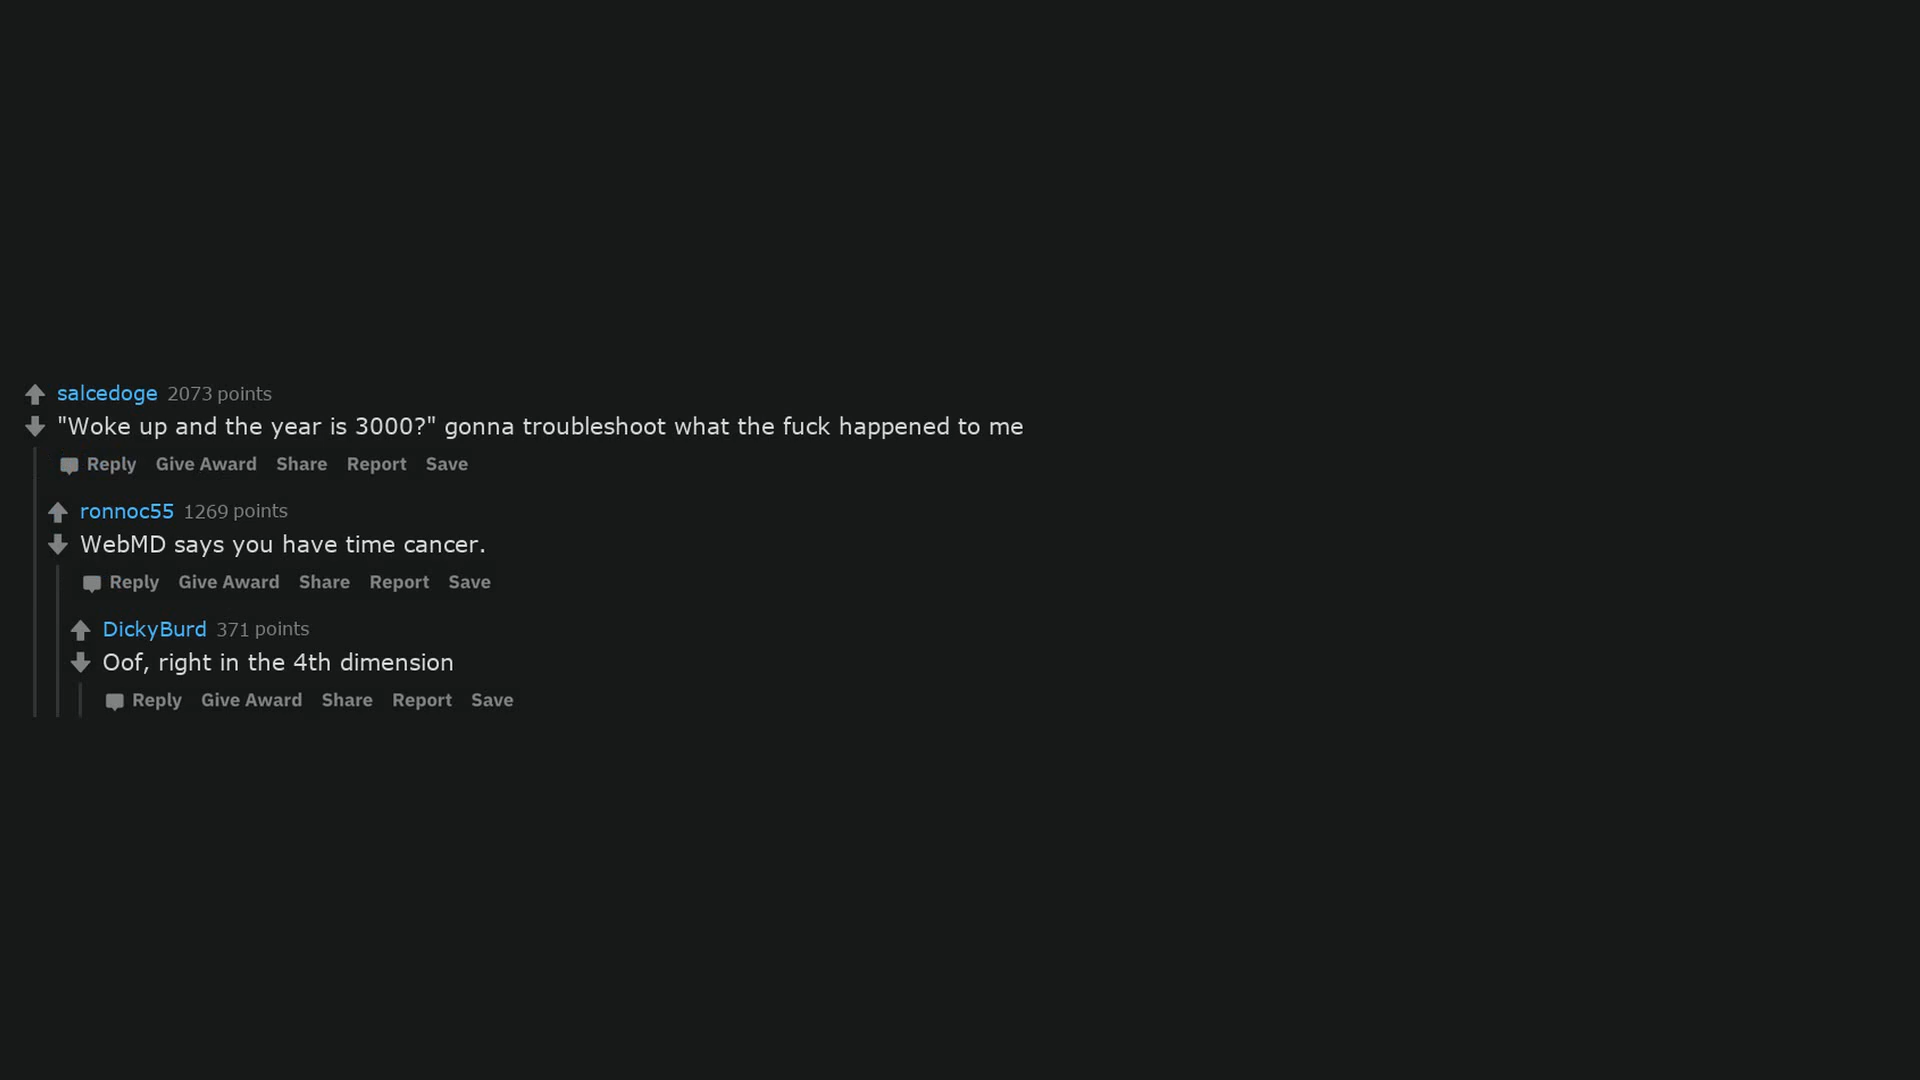 salcedoge 2073 points
"Woke up and the year is 3000?" gonna troubleshoot what the fuck happened to me
Reply Give Award Share Report Save
ronnoc55 1269 points
WebMD says you have time cancer.
Reply Give Award Share Report Save
DickyBurd 371 points
Oof, right in the 4th dimension
Reply Give Award Share Report Save